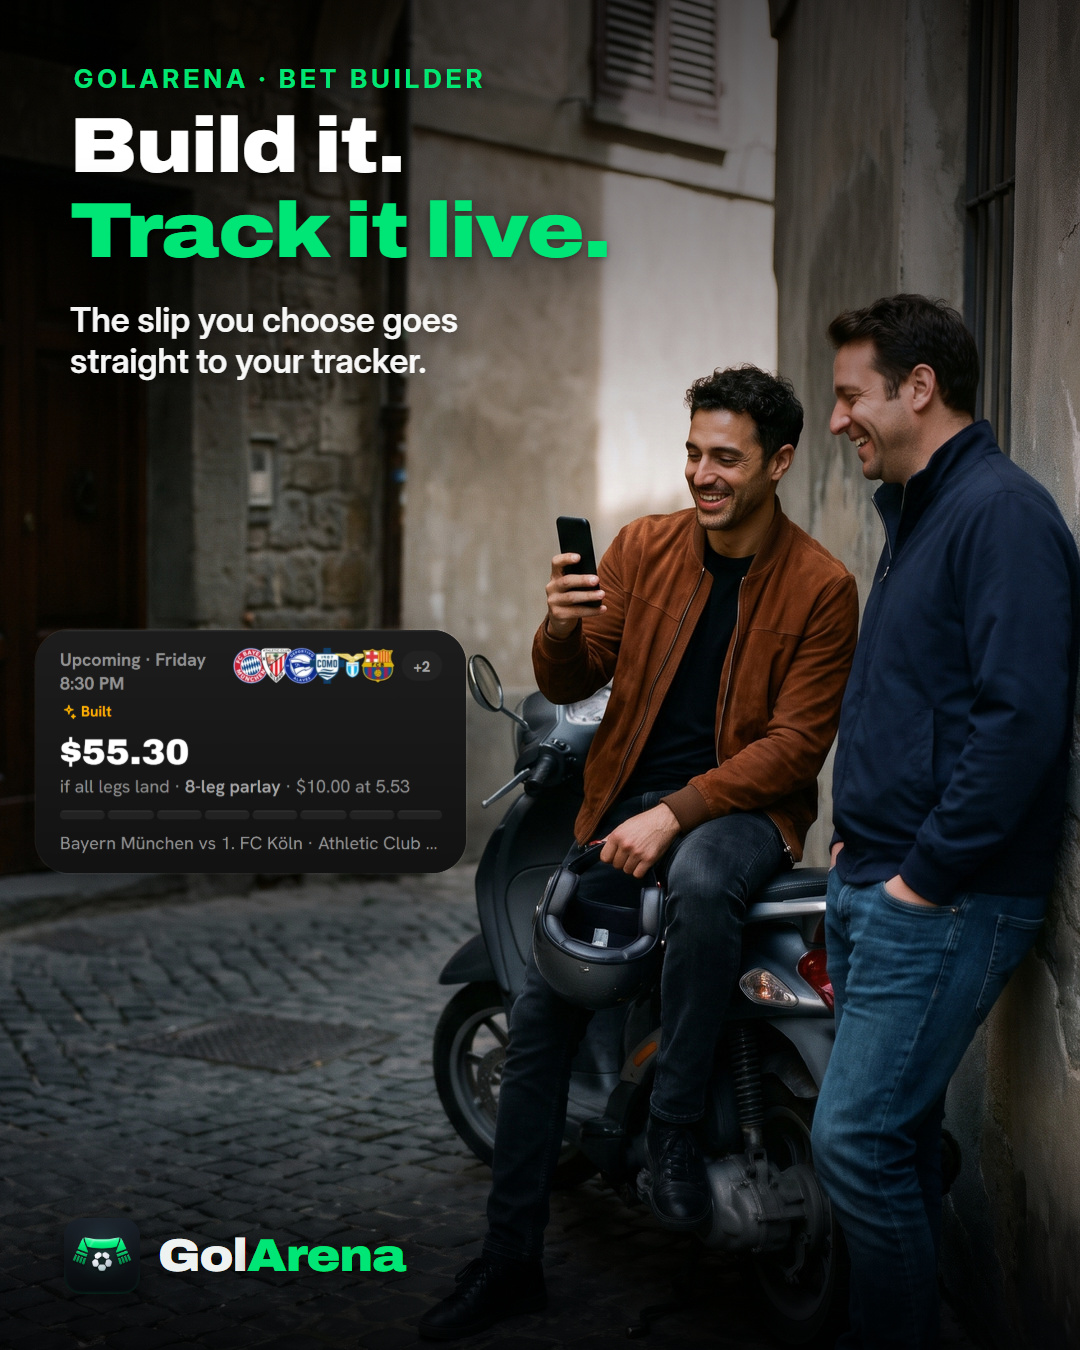 GOLARENA · BET BUILDER
Build it.
Track it live.
The slip you choose goes
straight to your tracker.
Upcoming · Friday
8:30 PM
+2
Built
$55.30
if all legs land · 8-leg parlay · $10.00 at 5.53
Bayern München vs 1. FC Köln · Athletic Club ...
COMO
GolArena